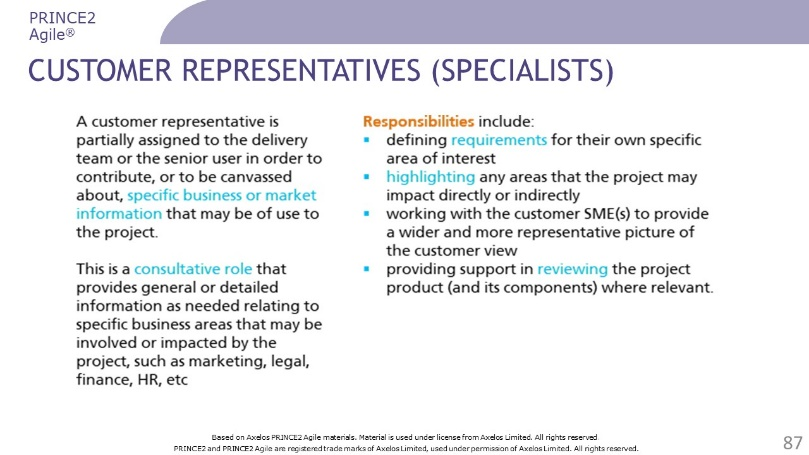 PRINCE2
Agile®
CUSTOMER REPRESENTATIVES (SPECIALISTS)
A customer representative is
partially assigned to the delivery
team or the senior user in order to
contribute, or to be canvassed
about, specific business or market
information that may be of use to
the project.
This is a consultative role that
provides general or detailed
information as needed relating to
specific business areas that may be
involved or impacted by the
project, such as marketing, legal,
finance, HR, etc
Responsibilities include:
▪ defining requirements for their own specific
area of interest
▪ highlighting any areas that the project may
impact directly or indirectly
▪ working with the customer SME(s) to provide
a wider and more representative picture of
the customer view
▪ providing support in reviewing the project
product (and its components) where relevant.
Based on Axelos PRINCE2 Agile materials. Material is used under license from Axelos Limited. All rights reserved
PRINCE2 and PRINCE2 Agile are registered trade marks of Axelos Limited, used under permission of Axelos Limited. All rights reserved.
87